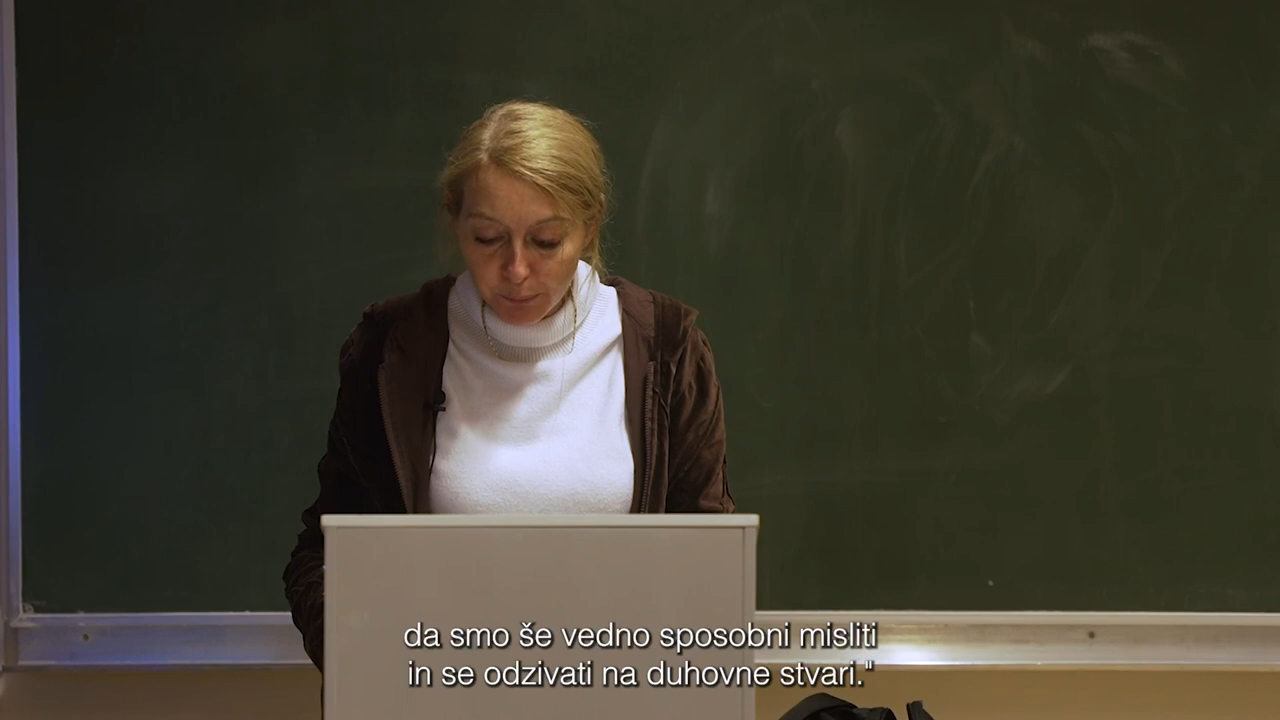 da smo še vedno sposobni misliti
in se odzivati na duhovne stvari."